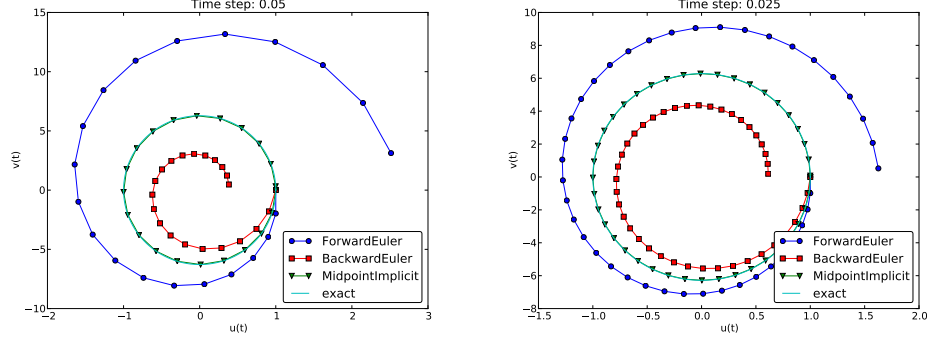 Time step: 0.05
15
10
5
0
−5
−10
v(t)
−2
−1
0
1
2
3
u(t)
ForwardEuler
BackwardEuler
MidpointImplicit
exact
Time step: 0.025
10
8
6
4
2
0
−2
−4
−6
−8
v(t)
−1.5
−1.0
−0.5
0.0
0.5
1.0
1.5
2.0
u(t)
ForwardEuler
BackwardEuler
MidpointImplicit
exact